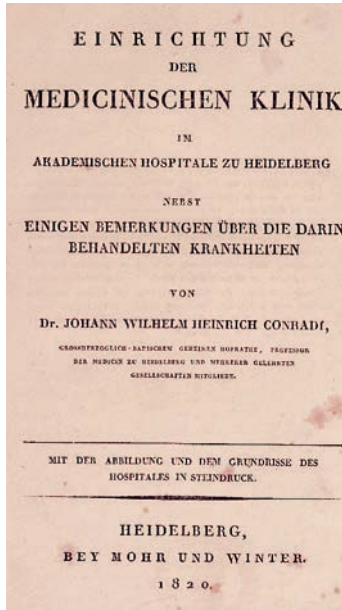 EINRICHTUNG
DER
MEDICINISCHEN KLINIK
IM
AKADEMISCHEN HOSPITALE ZU HEIDELBERG
NEBST
EINIGEN BEMERKUNGEN ÜBER DIE DARIN
BEHANDELTEN KRANKHEITEN
VON
Dr. JOHANN WILHELM HEINRICH CONRADI,
GROSSHERZOGLICH-BADISCHEM GEHEIMEN HOFRATHE, PROFESSOR
DER MEDICIN ZU HEIDELBERG UND MEHRERER GELEHRTEN
GESELLSCHAFTEN MITGLIEDE.
MIT DER ABBILDUNG UND DEM GRUNDRISSE DES
HOSPITALES IN STEINDRUCK.
HEIDELBERG,
BEY MOHR UND WINTER.
1820.